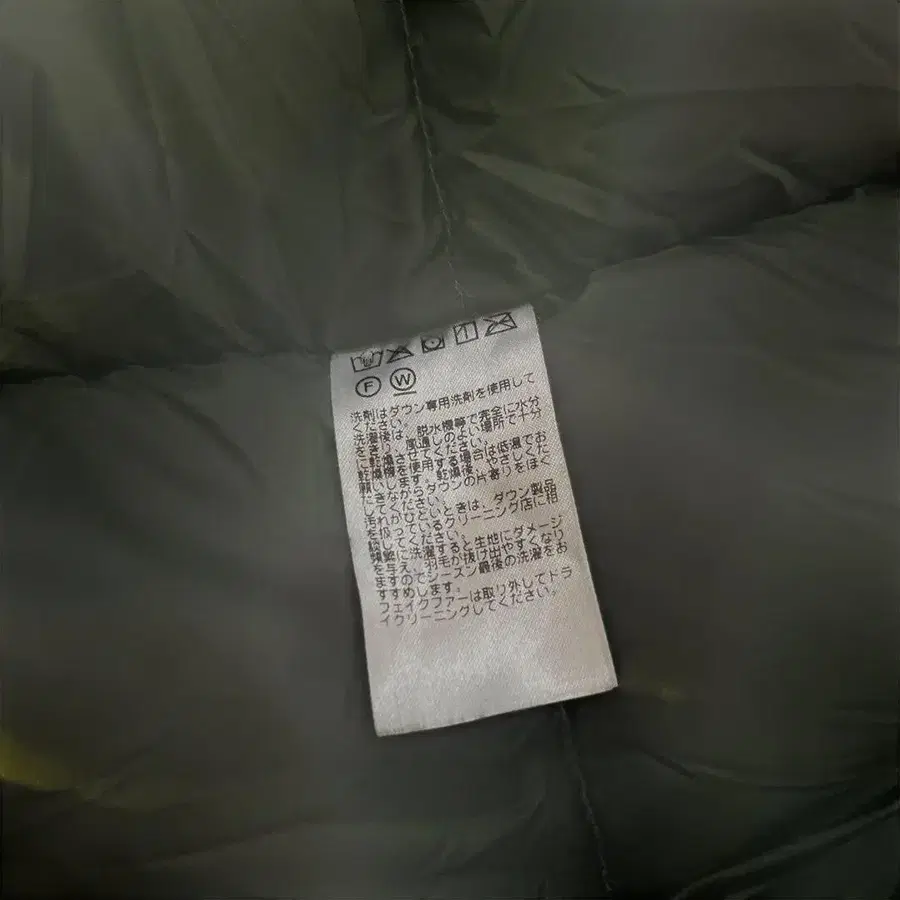 F W
洗剤はダウン専用洗剤を使用して
ください。
洗濯後は、脱水機等で完全に水分
をきり、風通しのよい場所で十分
に乾燥させてください。
乾燥機を使用する場合は低温でお
願いします。乾燥後、やさしくた
たきながらダウンの片寄りをほぐ
してください。
汚れがひどいときは、ダウン製品
を扱っているクリーニング店に相
談してください。
頻繁に洗濯すると生地にダメージ
を与え、羽毛が抜け出やすくなり
ますのでシーズン最後の洗濯をお
すすめします。
フェイクファーは取り外してドラ
イクリーニングしてください。